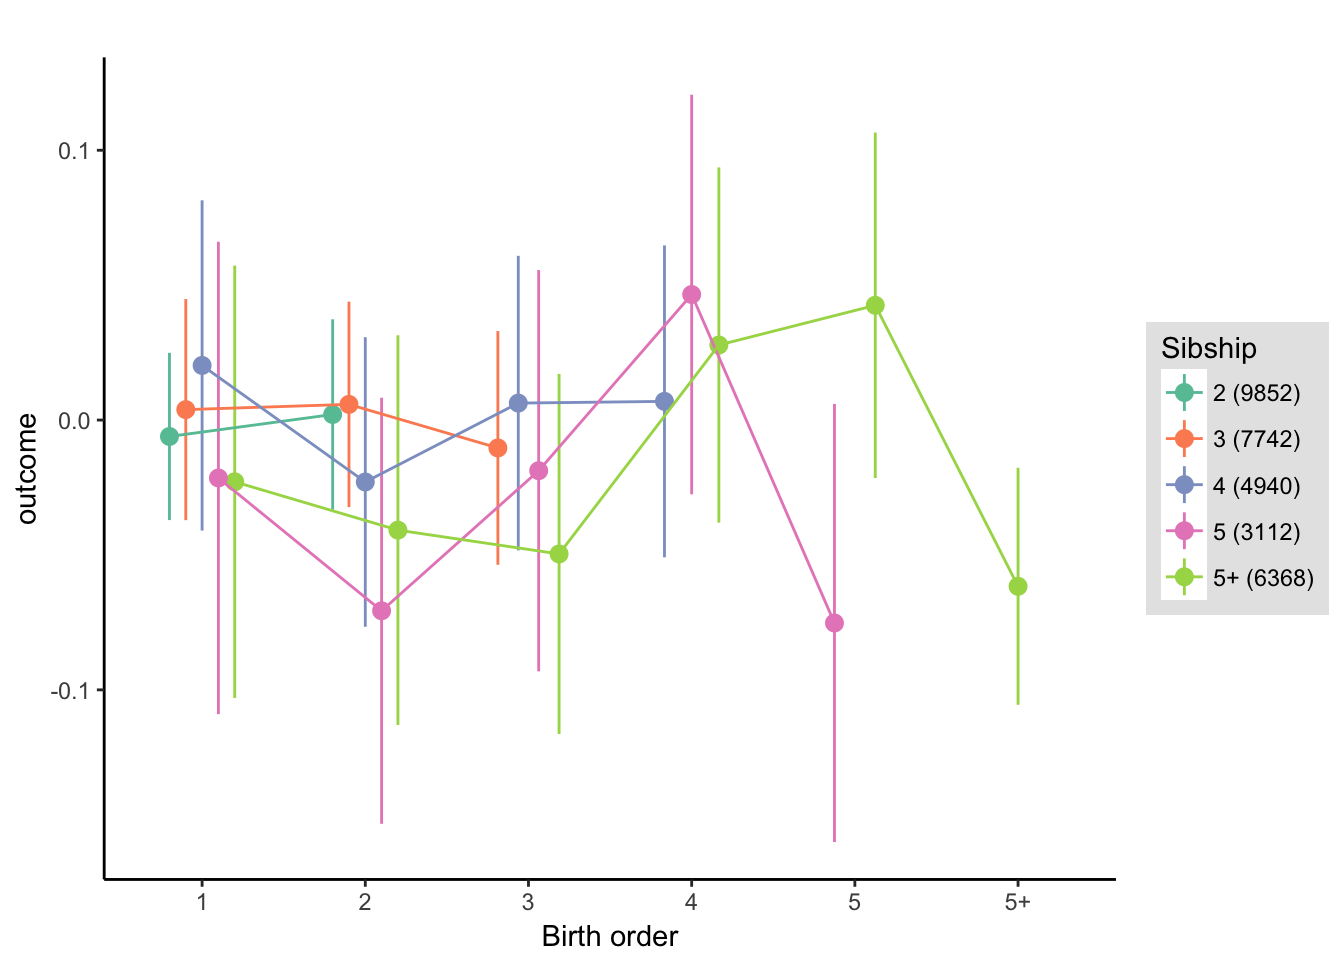 0.1
0.0
-0.1
outcome
1 2 3 4 5 5+
Birth order
Sibship
2 (9852)
3 (7742)
4 (4940)
5 (3112)
5+ (6368)